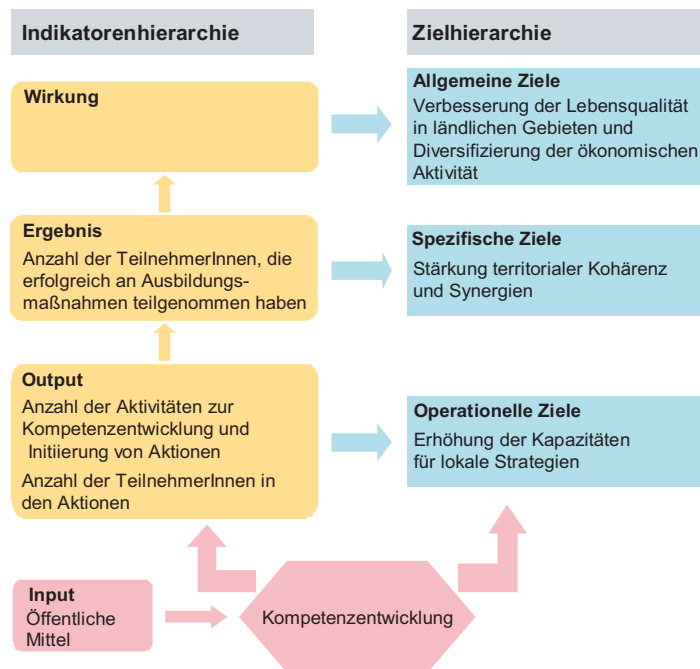 Indikatorenhierarchie
Zielhierarchie
Wirkung
Allgemeine Ziele
Verbesserung der Lebensqualität
in ländlichen Gebieten und
Diversifizierung der ökonomischen
Aktivität
Ergebnis
Anzahl der TeilnehmerInnen, die
erfolgreich an Ausbildungs-
maßnahmen teilgenommen haben
Spezifische Ziele
Stärkung territorialer Kohärenz
und Synergien
Output
Anzahl der Aktivitäten zur
Kompetenzentwicklung und
Initiierung von Aktionen
Anzahl der TeilnehmerInnen in
den Aktionen
Operationelle Ziele
Erhöhung der Kapazitäten
für lokale Strategien
Input
Öffentliche
Mittel
Kompetenzentwicklung